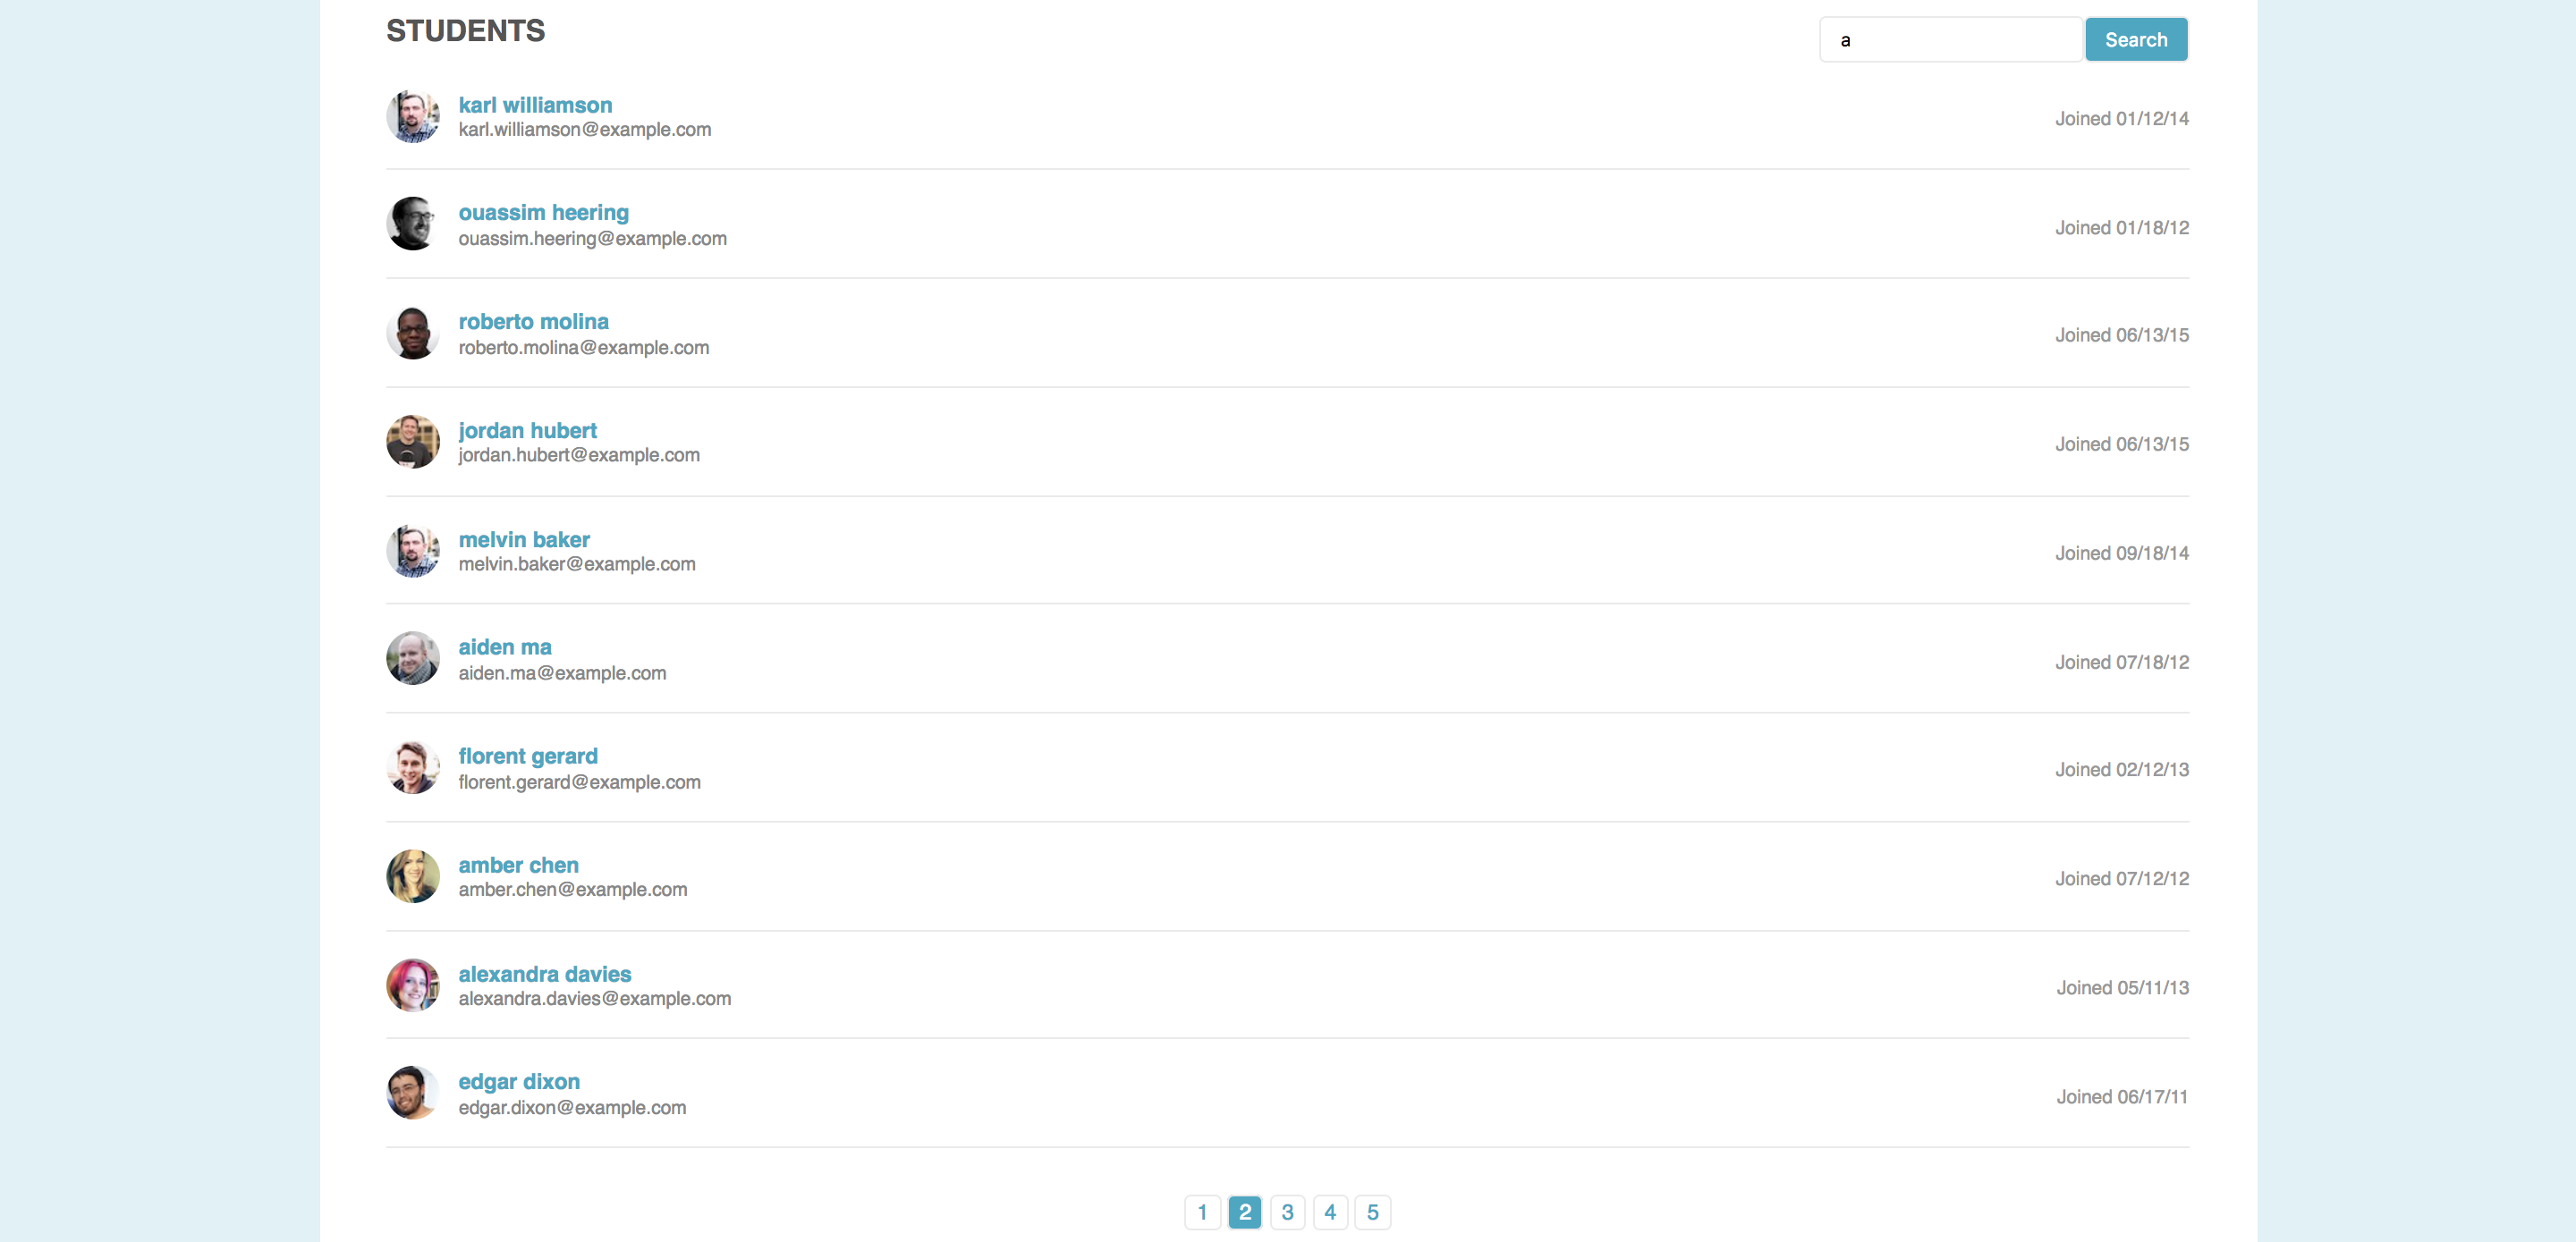 STUDENTS
a
Search
karl williamson
karl.williamson@example.com
Joined 01/12/14
ouassim heering
ouassim.heering@example.com
Joined 01/18/12
roberto molina
roberto.molina@example.com
Joined 06/13/15
jordan hubert
jordan.hubert@example.com
Joined 06/13/15
melvin baker
melvin.baker@example.com
Joined 09/18/14
aiden ma
aiden.ma@example.com
Joined 07/18/12
florent gerard
florent.gerard@example.com
Joined 02/12/13
amber chen
amber.chen@example.com
Joined 07/12/12
alexandra davies
alexandra.davies@example.com
Joined 05/11/13
edgar dixon
edgar.dixon@example.com
Joined 06/17/11
1 2 3 4 5